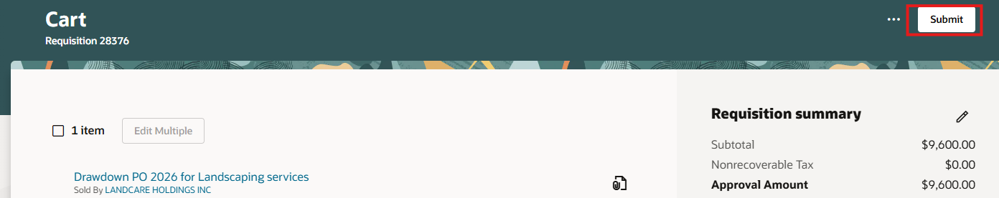 Cart
Submit
Requisition 28376
1 item
Edit Multiple
Drawdown PO 2026 for Landscaping services
Sold By LANDCARE HOLDINGS INC
Requisition summary
Subtotal $9,600.00
Nonrecoverable Tax $0.00
Approval Amount $9,600.00